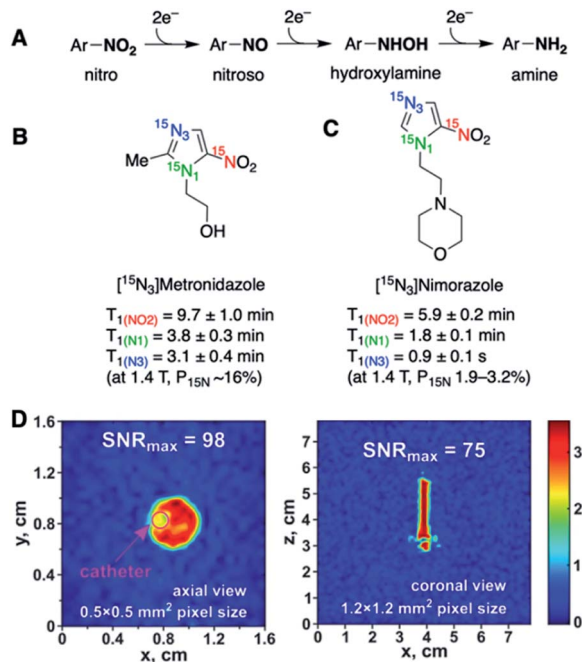 A
2e⁻ 2e⁻ 2e⁻
Ar–NO₂ Ar–NO Ar–NHOH Ar–NH₂
nitro nitroso hydroxylamine amine
B
¹⁵N₃
¹⁵NO₂
Me
¹⁵N₁
OH
[¹⁵N₃]Metronidazole
T₁(NO2) = 9.7 ± 1.0 min
T₁(N1) = 3.8 ± 0.3 min
T₁(N3) = 3.1 ± 0.4 min
(at 1.4 T, P₁₅N ~16%)
C
¹⁵N₃
¹⁵NO₂
¹⁵N₁
N
O
[¹⁵N₃]Nimorazole
T₁(NO2) = 5.9 ± 0.2 min
T₁(N1) = 1.8 ± 0.1 min
T₁(N3) = 0.9 ± 0.1 s
(at 1.4 T, P₁₅N 1.9–3.2%)
D
SNRmax = 98
catheter
axial view
0.5×0.5 mm² pixel size
y, cm
1.6
1.2
0.8
0.4
0
0 0.4 0.8 1.2 1.6
x, cm
SNRmax = 75
coronal view
1.2×1.2 mm² pixel size
z, cm
7
6
5
4
3
2
1
0
0 1 2 3 4 5 6 7
x, cm
3
2
1
0